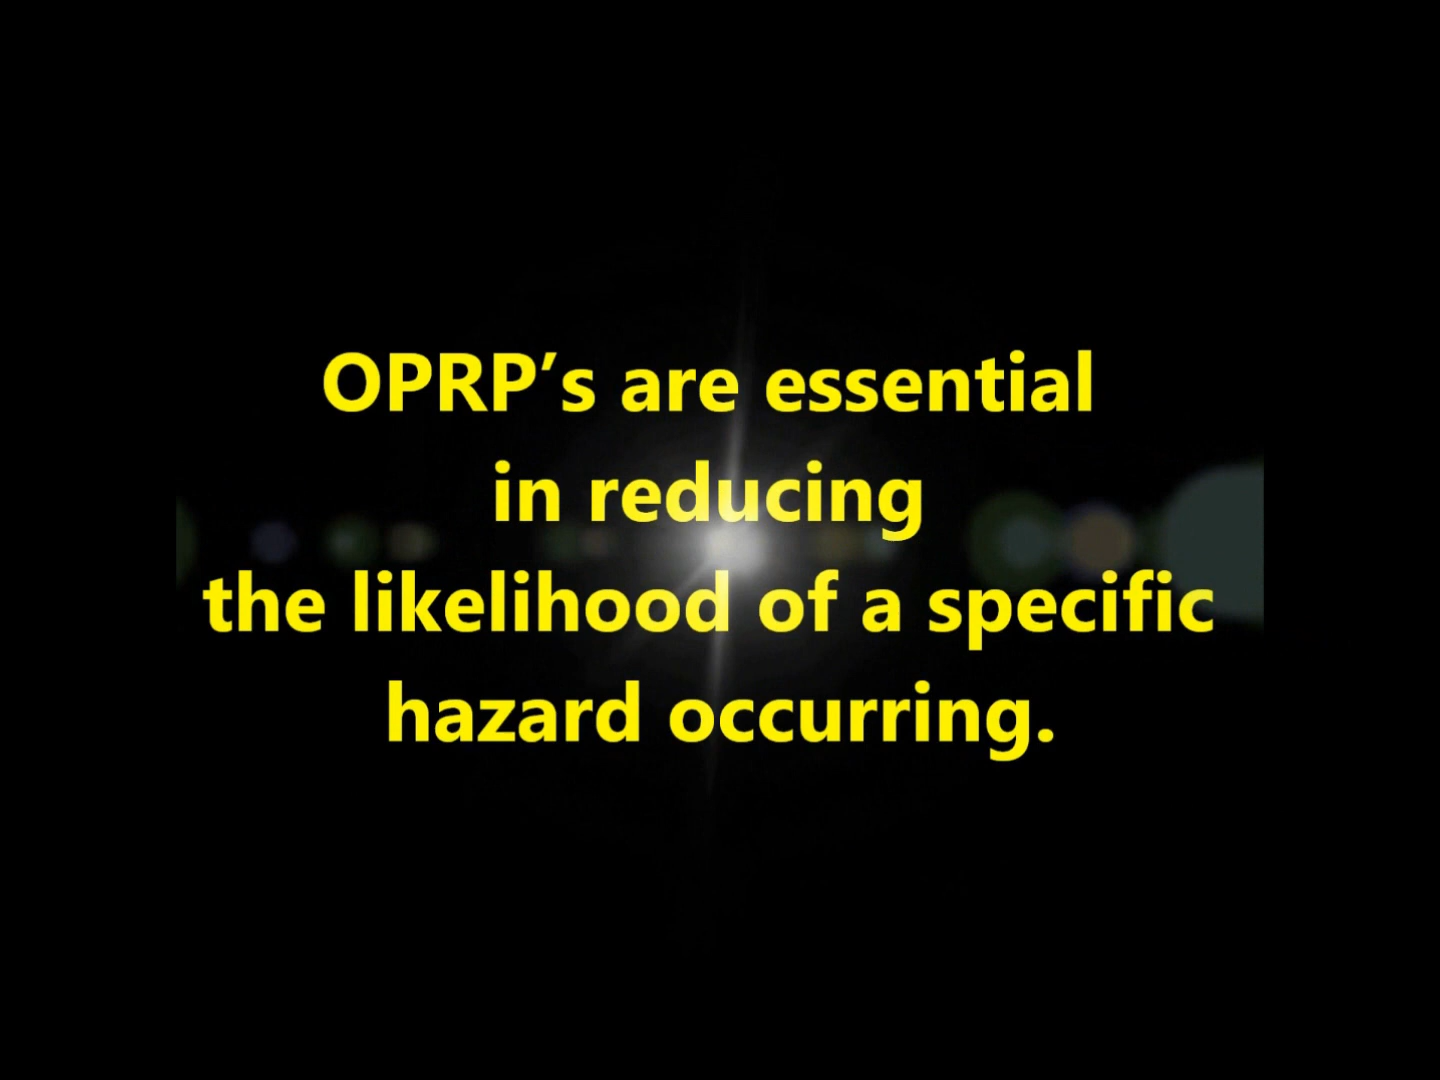 OPRP’s are essential
in reducing
the likelihood of a specific
hazard occurring.